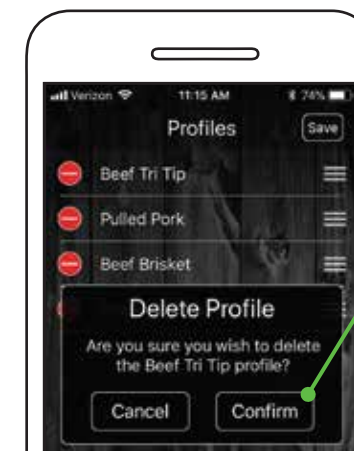 Verizon 11:15 AM 74%
Profiles Save
Beef Tri Tip
Pulled Pork
Beef Brisket
Delete Profile
Are you sure you wish to delete
the Beef Tri Tip profile?
Cancel Confirm